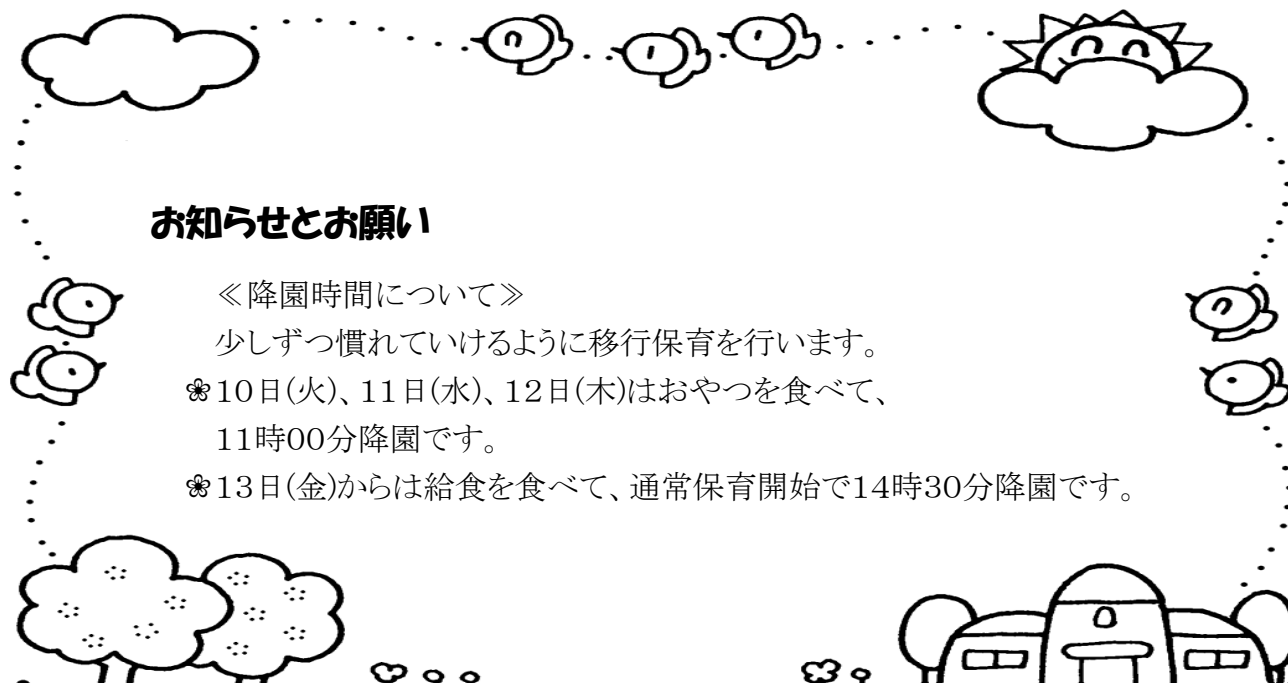 お知らせとお願い
≪降園時間について≫
少しずつ慣れていけるように移行保育を行います。
❀10日(火)、11日(水)、12日(木)はおやつを食べて、
11時00分降園です。
❀13日(金)からは給食を食べて、通常保育開始で14時30分降園です。